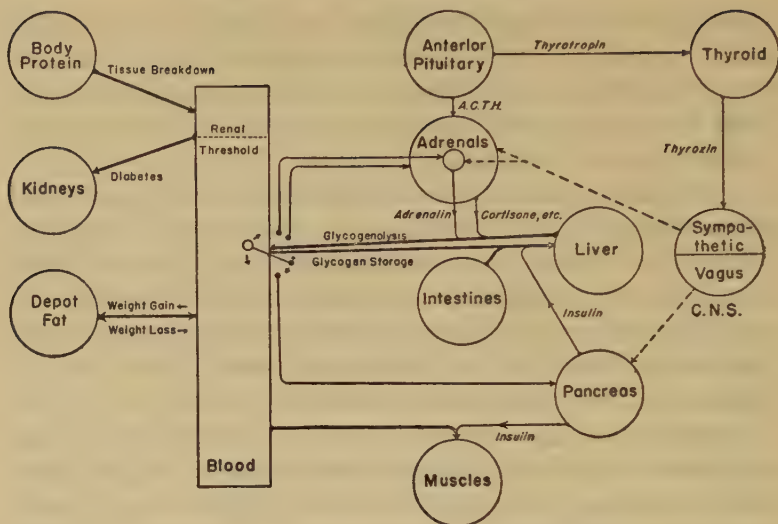 Body
Protein
Tissue Breakdown
Anterlor
Pituitary
Thyrotropin
Thyroid
A.C.T.H.
Renal
Threshold
Adrenals
Thyroxin
Kidneys
Diabetes
Adrenalin
Cortisone, etc.
Sympa-
thetic
Vagus
C.N.S.
Glycogenolysis
Glycogen Storage
Liver
Intestines
Depot
Fat
Weight Gain ←
Weight Loss →
Insulin
Pancreas
Insulin
Blood
Muscles